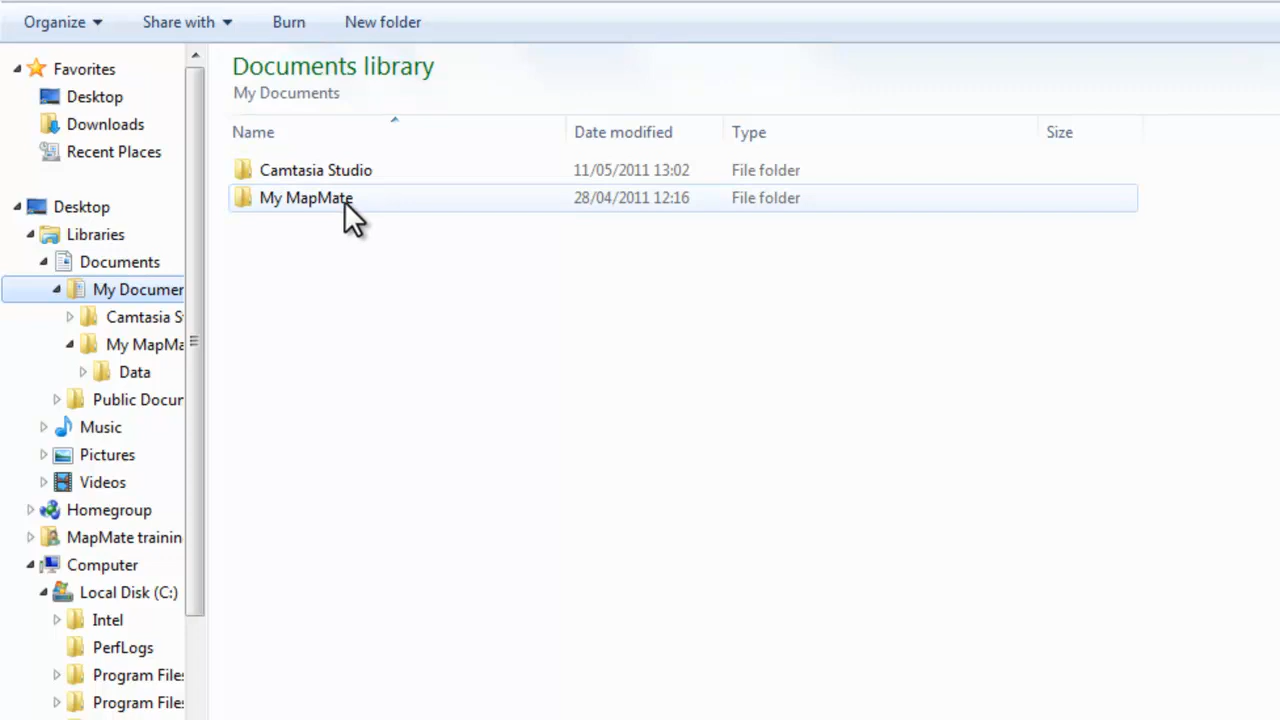 Organize
Share with
Burn
New folder
Favorites
Desktop
Downloads
Recent Places
Desktop
Libraries
Documents
My Documen
Camtasia S
My MapMa
Data
Public Docur
Music
Pictures
Videos
Homegroup
MapMate trainin
Computer
Local Disk (C:)
Intel
PerfLogs
Program Files
Program Files
Documents library
My Documents
Name Date modified Type Size
Camtasia Studio 11/05/2011 13:02 File folder
My MapMate 28/04/2011 12:16 File folder